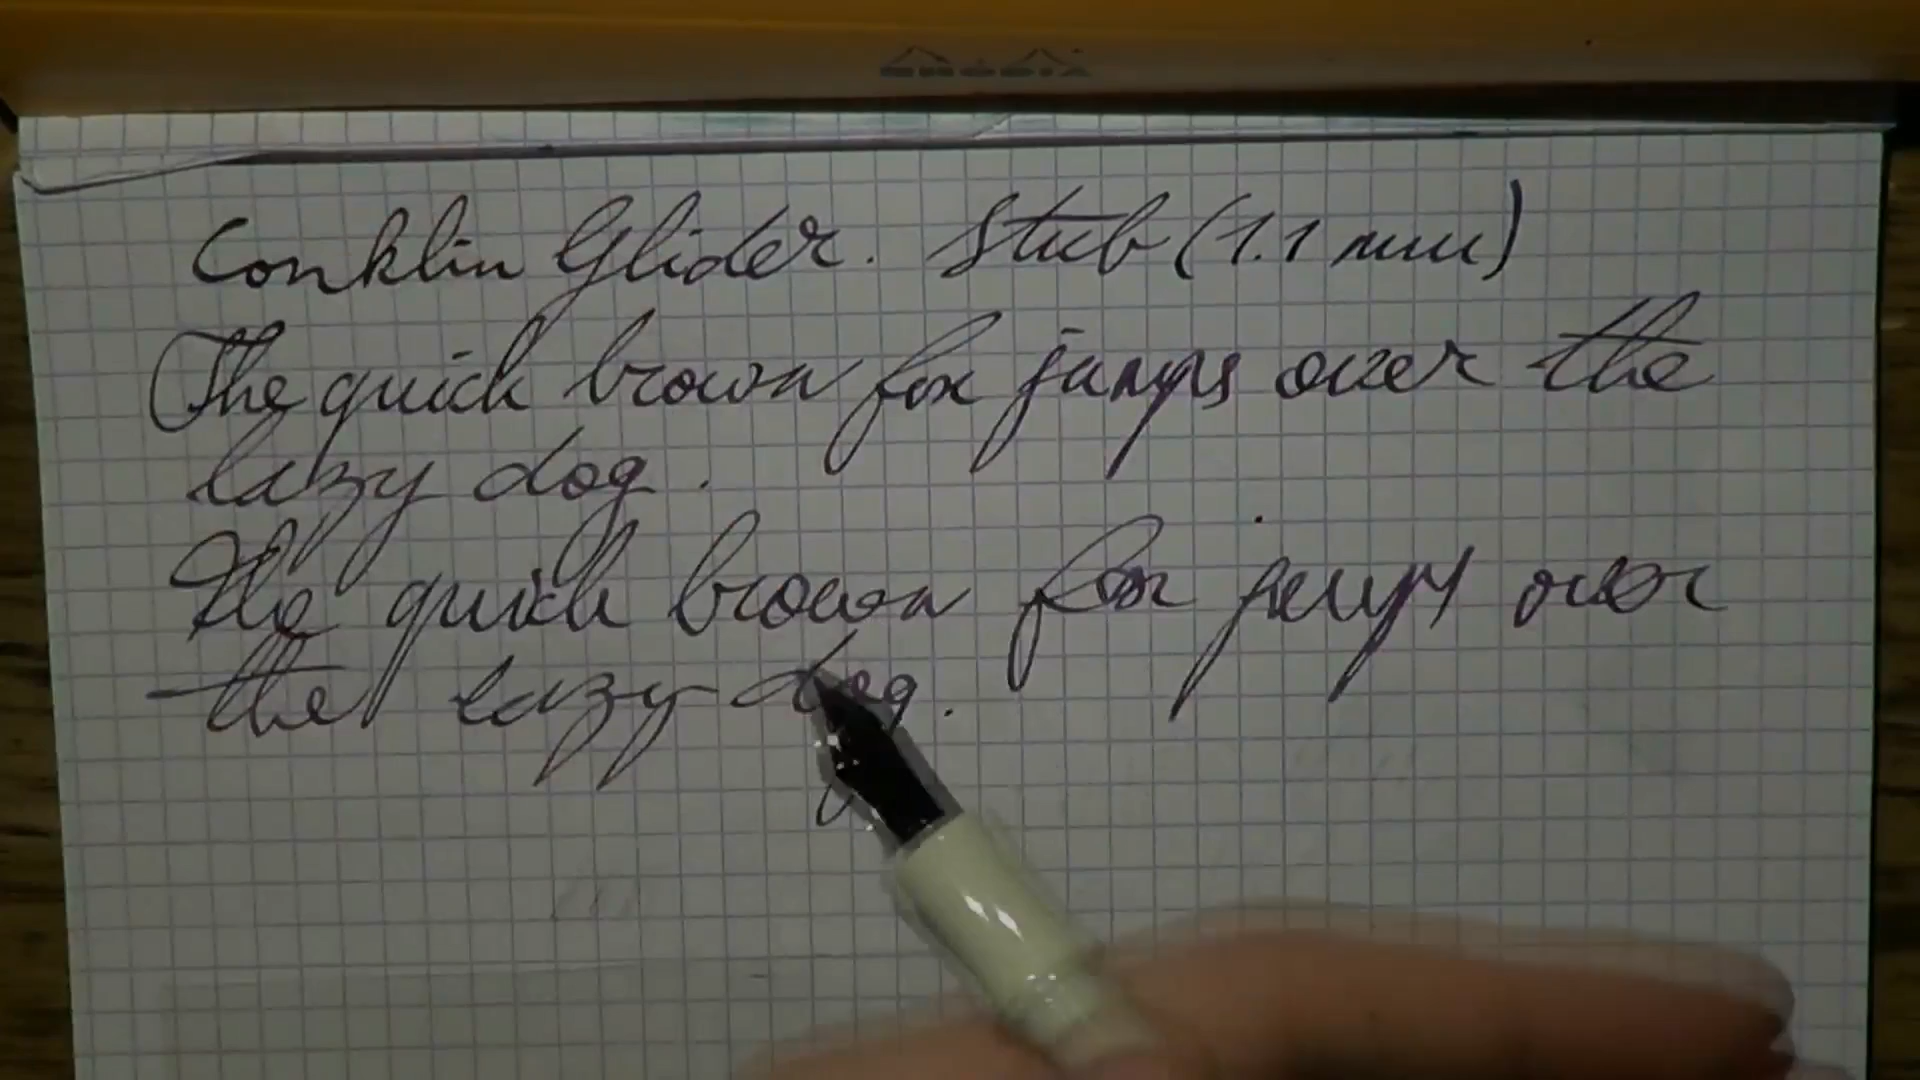 RHODIA
Conklin Glider. Stub (1.1 mm)
The quick brown fox jumps over the
lazy dog.
The quick brown fox jumps over
the lazy dog.